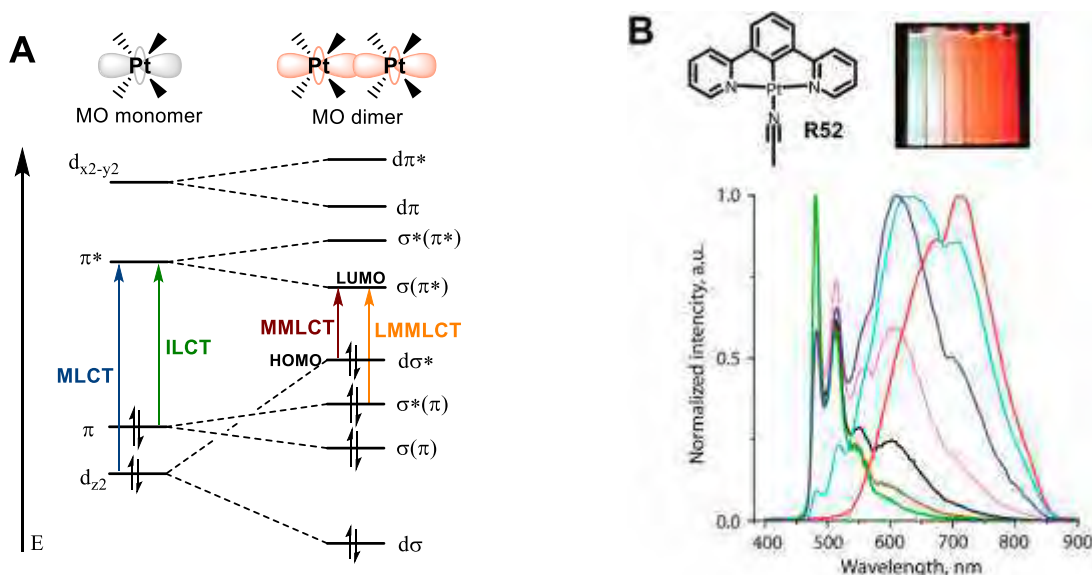 A
Pt
Pt Pt
MO monomer
MO dimer
dx2-y2
π*
π
dz2
E
MLCT
ILCT
dπ*
dπ
σ*(π*)
LUMO
σ(π*)
MMLCT
LMMLCT
HOMO
dσ*
σ*(π)
σ(π)
dσ
B
N Pt N
N
R52
Normalized intencity, a.u.
1.0
0.5
0.0
400 500 600 700 800 900
Wavelength, nm